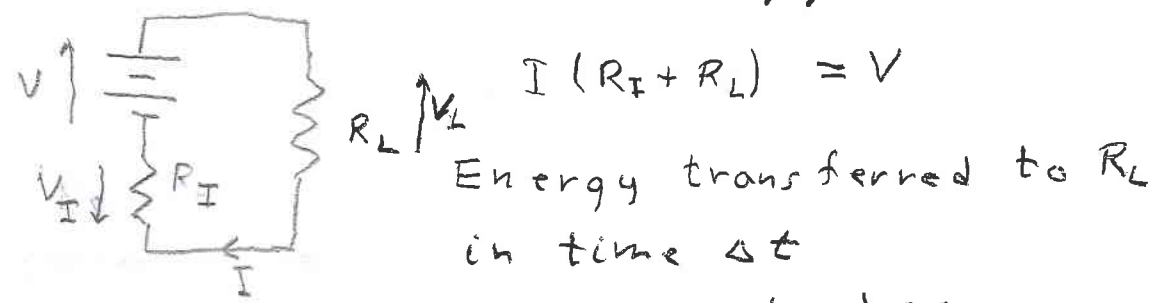 I (R_I + R_L) = V
V
R_L
V_L
V_I
R_I
Energy transferred to R_L
in time Δt
I